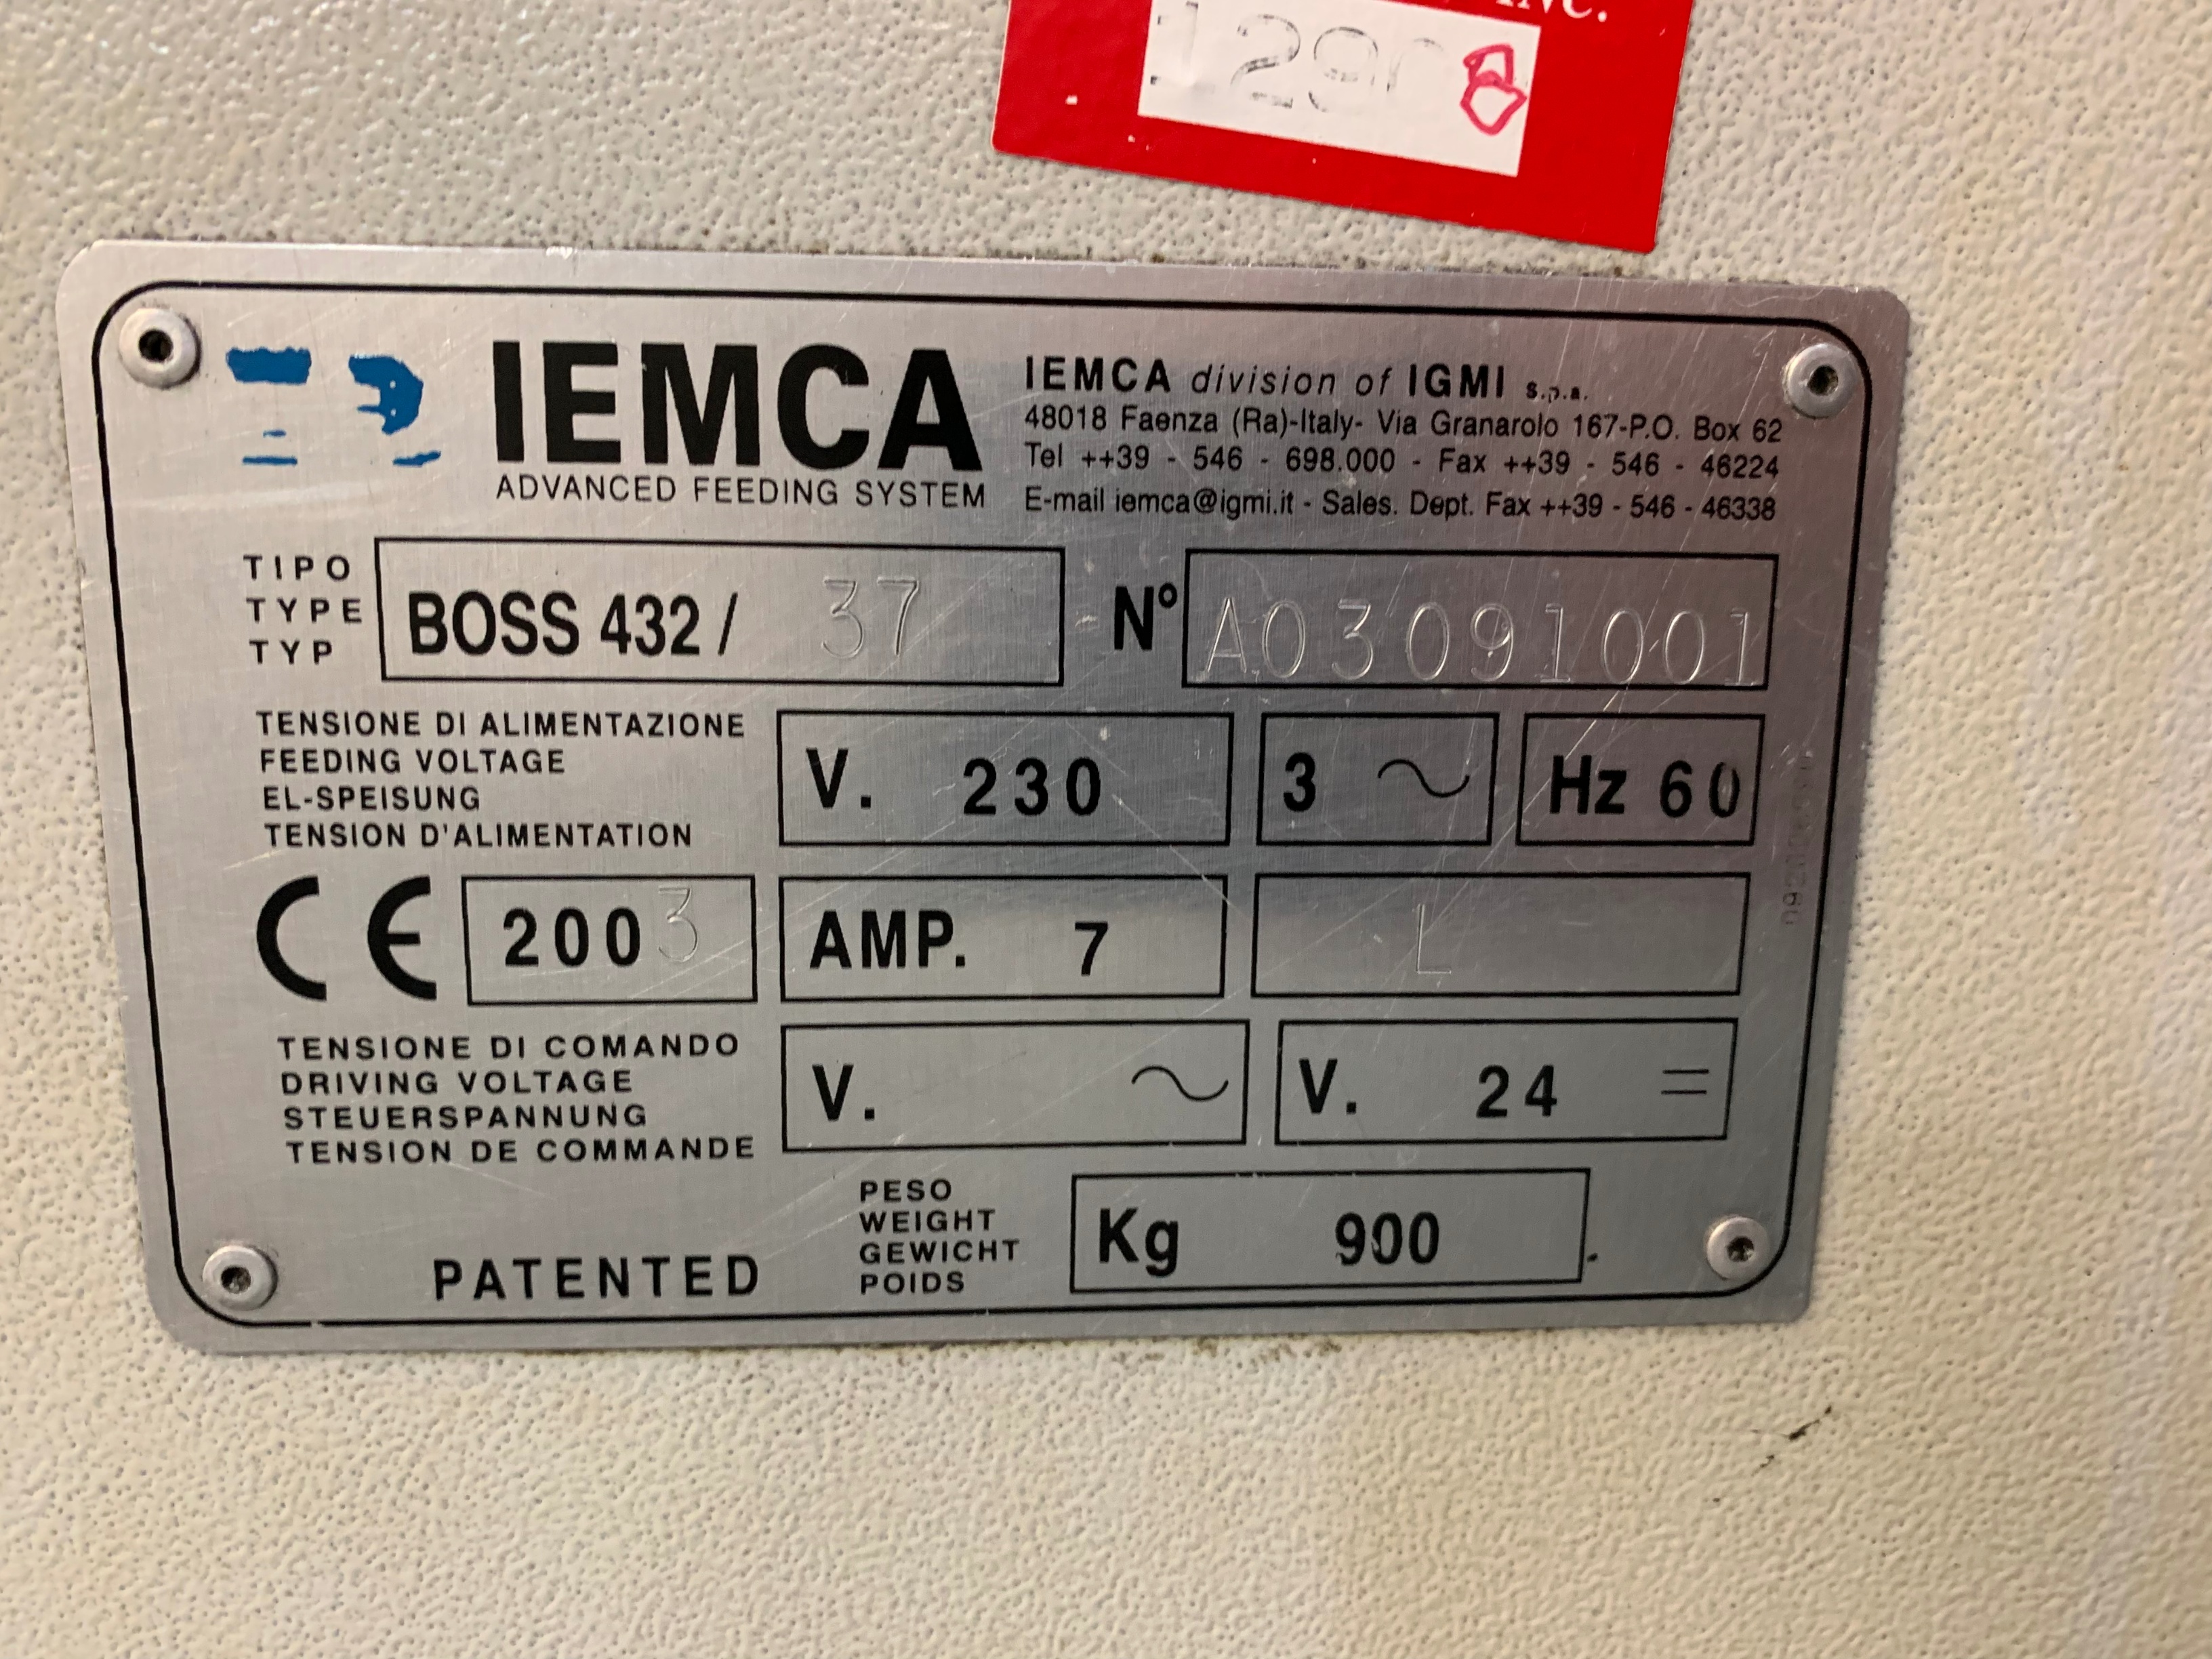 INC.
1290 8
IEMCA
ADVANCED FEEDING SYSTEM
IEMCA division of IGMI s.p.a.
48018 Faenza (Ra)-Italy- Via Granarolo 167-P.O. Box 62
Tel ++39 - 546 - 698.000 - Fax ++39 - 546 - 46224
E-mail iemca@igmi.it - Sales. Dept. Fax ++39 - 546 - 46338
TIPO
TYPE
TYP
BOSS 432 / 37
N° A03091001
TENSIONE DI ALIMENTAZIONE
FEEDING VOLTAGE
EL-SPEISUNG
TENSION D'ALIMENTATION
V. 230
3 ~
Hz 60
CE
2003
AMP. 7
L
TENSIONE DI COMANDO
DRIVING VOLTAGE
STEUERSPANNUNG
TENSION DE COMMANDE
V. ~
V. 24 =
PATENTED
PESO
WEIGHT
GEWICHT
POIDS
Kg 900